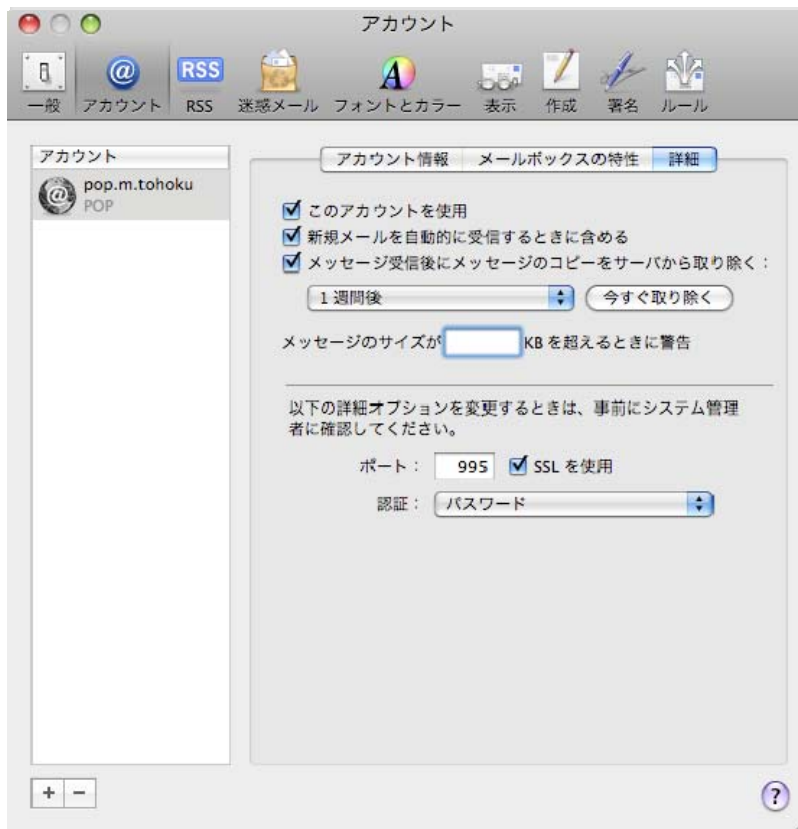 アカウント
RSS
一般 アカウント RSS 迷惑メール フォントとカラー 表示 作成 署名 ルール
アカウント
pop.m.tohoku
POP
アカウント情報 メールボックスの特性 詳細
このアカウントを使用
新規メールを自動的に受信するときに含める
メッセージ受信後にメッセージのコピーをサーバから取り除く：
1 週間後 今すぐ取り除く
メッセージのサイズが KB を超えるときに警告
以下の詳細オプションを変更するときは、事前にシステム管理
者に確認してください。
ポート： 995 SSL を使用
認証： パスワード